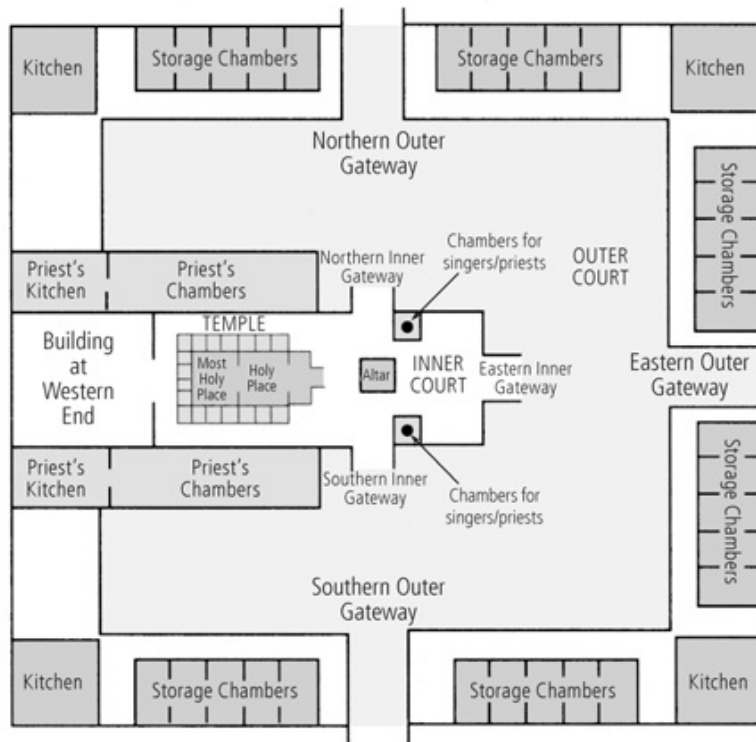 Kitchen
Storage Chambers
Storage Chambers
Kitchen
Northern Outer
Gateway
Storage Chambers
Priest's
Kitchen
Priest's
Chambers
Northern Inner
Gateway
Chambers for
singers/priests
OUTER
COURT
Building
at
Western
End
TEMPLE
Most
Holy
Place
Holy
Place
Altar
INNER
COURT
Eastern Inner
Gateway
Eastern Outer
Gateway
Priest's
Kitchen
Priest's
Chambers
Southern Inner
Gateway
Chambers for
singers/priests
Storage Chambers
Southern Outer
Gateway
Kitchen
Storage Chambers
Storage Chambers
Kitchen